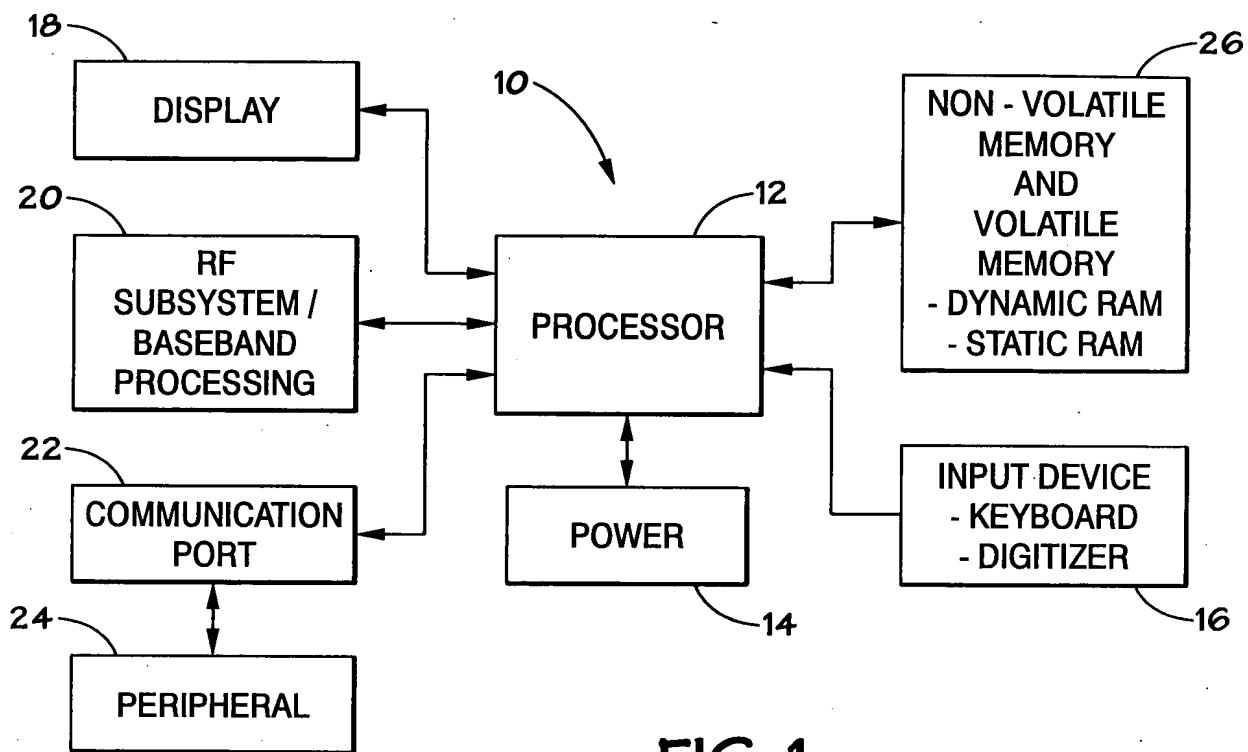 18
DISPLAY
20
RF
SUBSYSTEM /
BASEBAND
PROCESSING
22
COMMUNICATION
PORT
24
PERIPHERAL
10
12
PROCESSOR
POWER
14
26
NON - VOLATILE
MEMORY
AND
VOLATILE
MEMORY
- DYNAMIC RAM
- STATIC RAM
INPUT DEVICE
- KEYBOARD
- DIGITIZER
16
FIG. 1